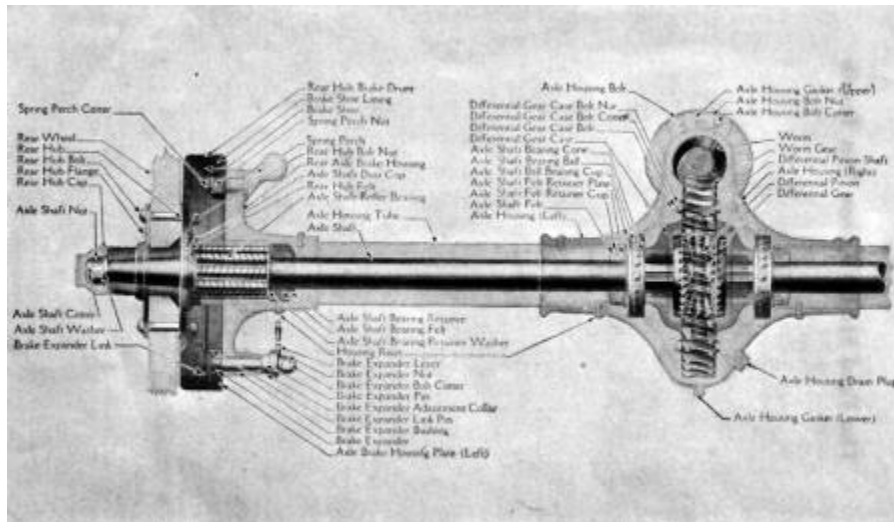 Rear Hub Brake Drum
Brake Shoe Lining
Brake Shoe
Spring Perch Nut
Spring Perch Cotter
Spring Perch
Rear Hub Bolt Nut
Rear Axle Brake Housing
Axle Shaft Dust Cap
Rear Hub Felt
Axle Shaft Roller Bearing
Axle Housing Tube
Axle Shaft
Rear Wheel
Rear Hub
Rear Hub Bolt
Rear Hub Flange
Rear Hub Cap
Axle Shaft Nut
Axle Shaft Cotter
Axle Shaft Washer
Brake Expander Link
Axle Shaft Bearing Retainer
Axle Shaft Bearing Felt
Axle Shaft Bearing Retainer Washer
Housing Rivet
Brake Expander Lever
Brake Expander Nut
Brake Expander Bolt Cotter
Brake Expander Pin
Brake Expander Adjustment Collar
Brake Expander Link Pin
Brake Expander Bushing
Brake Expander
Axle Brake Housing Plate (Left)
Axle Housing Bolt
Differential Gear Case Bolt Nut
Differential Gear Case Bolt Cotter
Differential Gear Case Bolt
Differential Gear Case
Axle Shaft Bearing Cone
Axle Shaft Bearing Ball
Axle Shaft Ball Bearing Cup
Axle Shaft Felt Retainer Plate
Axle Shaft Felt Retainer Cup
Axle Shaft Felt
Axle Housing (Left)
Axle Housing Gasket (Upper)
Axle Housing Bolt Nut
Axle Housing Bolt Cotter
Worm
Worm Gear
Differential Pinion Shaft
Axle Housing (Right)
Differential Pinion
Differential Gear
Axle Housing Drain Plug
Axle Housing Gasket (Lower)